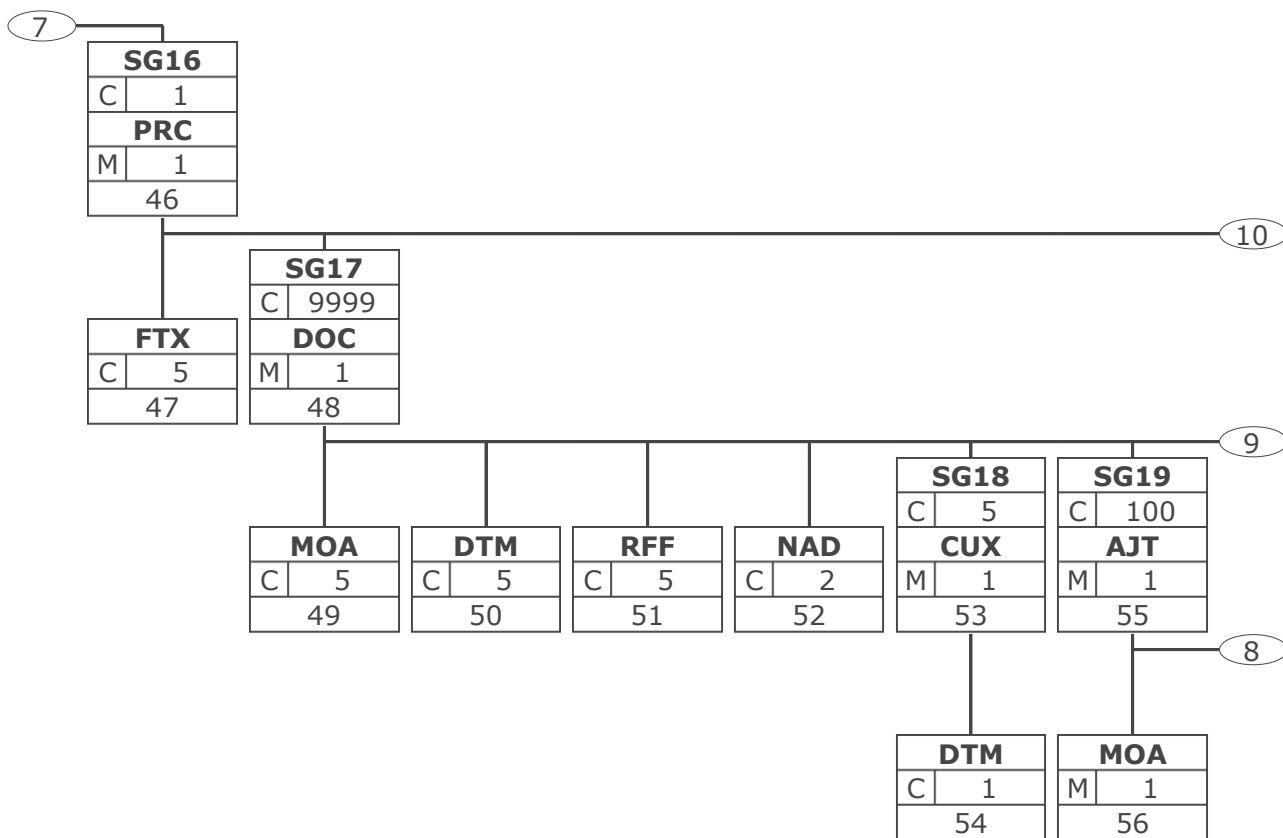 7
SG16
C 1
PRC
M 1
46
10
SG17
C 9999
FTX DOC
C 5 M 1
47 48
9
SG18 SG19
C 5 C 100
MOA DTM RFF NAD CUX AJT
C 5 C 5 C 5 C 2 M 1 M 1
49 50 51 52 53 55
8
DTM MOA
C 1 M 1
54 56